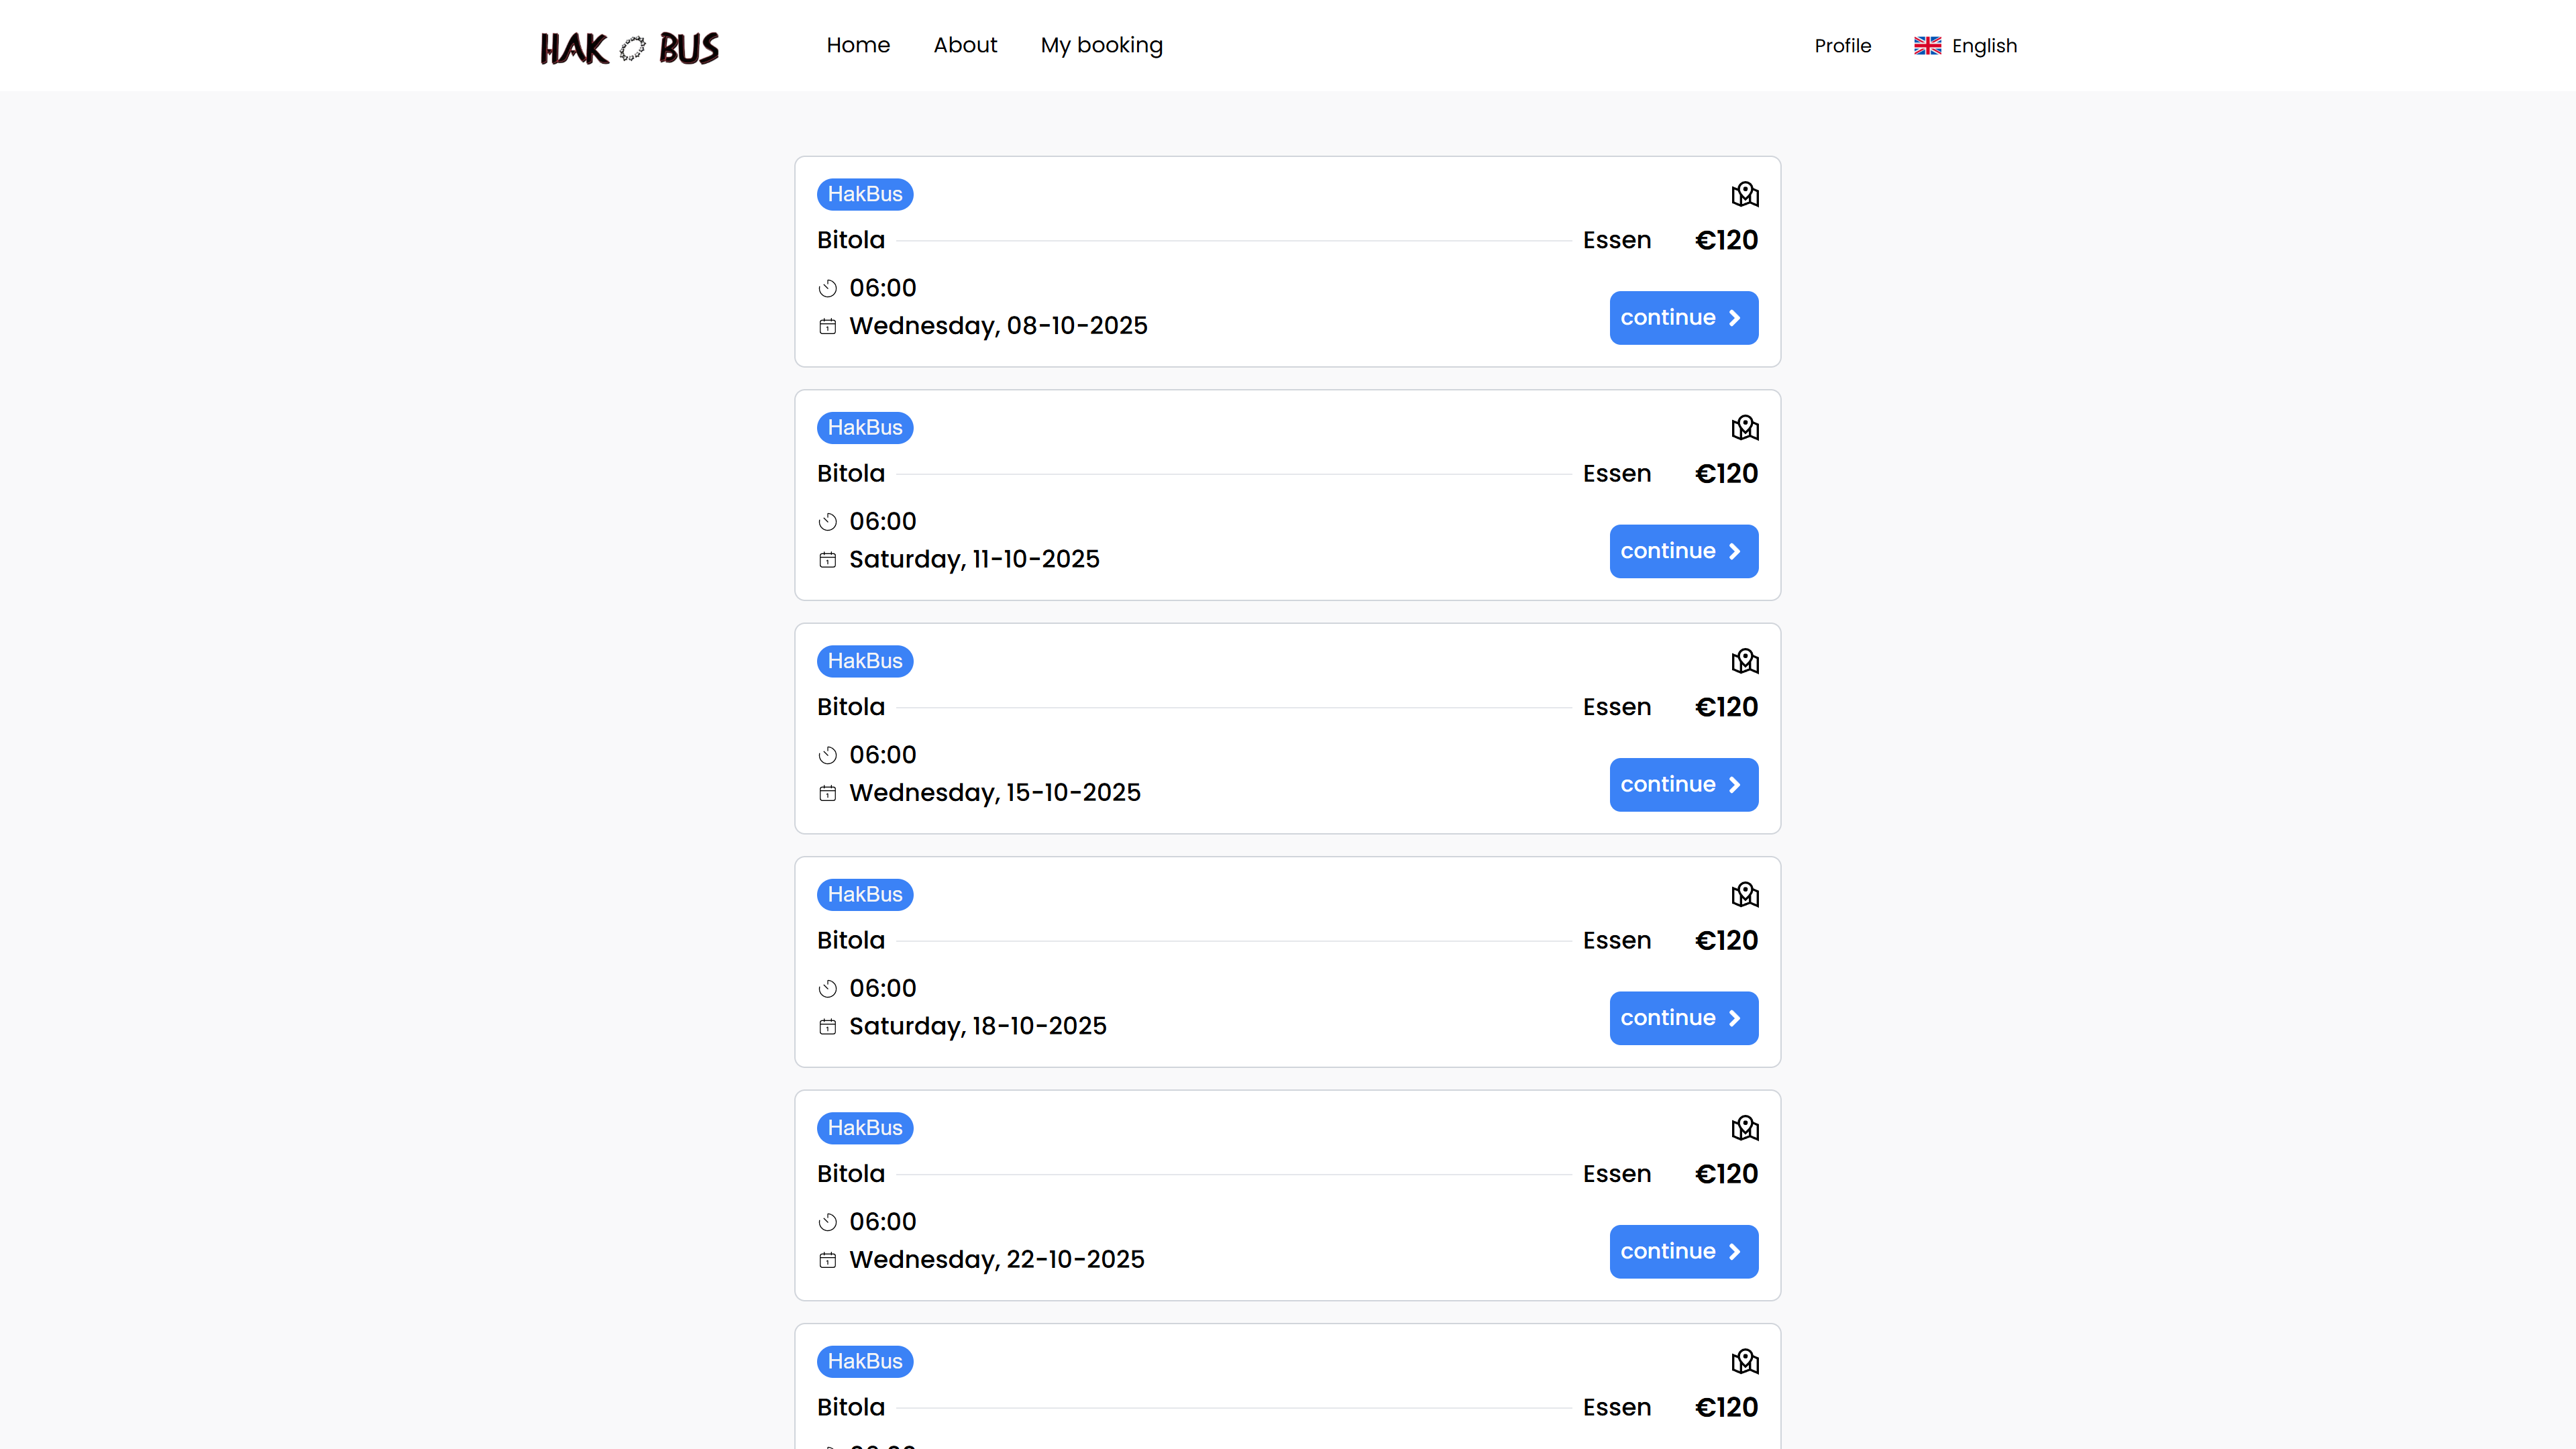 HAK BUS
Home About My booking
Profile English
HakBus
Bitola Essen €120
06:00
Wednesday, 08-10-2025
continue
HakBus
Bitola Essen €120
06:00
Saturday, 11-10-2025
continue
HakBus
Bitola Essen €120
06:00
Wednesday, 15-10-2025
continue
HakBus
Bitola Essen €120
06:00
Saturday, 18-10-2025
continue
HakBus
Bitola Essen €120
06:00
Wednesday, 22-10-2025
continue
HakBus
Bitola Essen €120